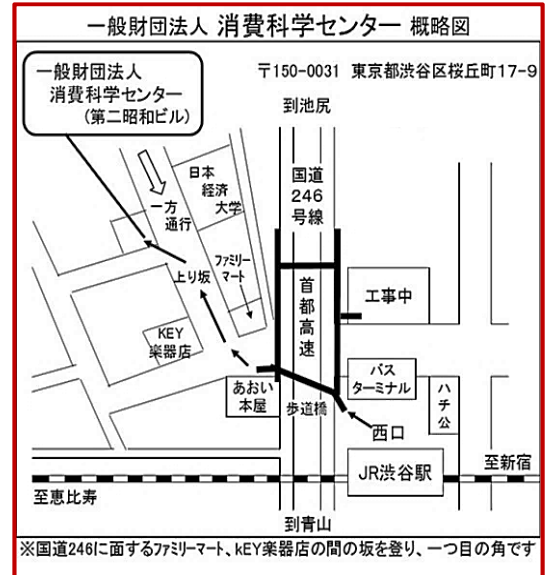 一般財団法人 消費科学センター 概略図
一般財団法人
消費科学センター
(第二昭和ビル)
〒150-0031 東京都渋谷区桜丘町17-9
到池尻
日本
経済
大学
国道
246
号線
一方
通行
ファミリー
マート
上り坂
首都高速
工事中
KEY
楽器店
あおい
本屋
歩道橋
バス
ターミナル
ハチ公
西口
JR渋谷駅
至新宿
至恵比寿
到青山
※国道246に面するファミリーマート、kEY楽器店の間の坂を登り、一つ目の角です